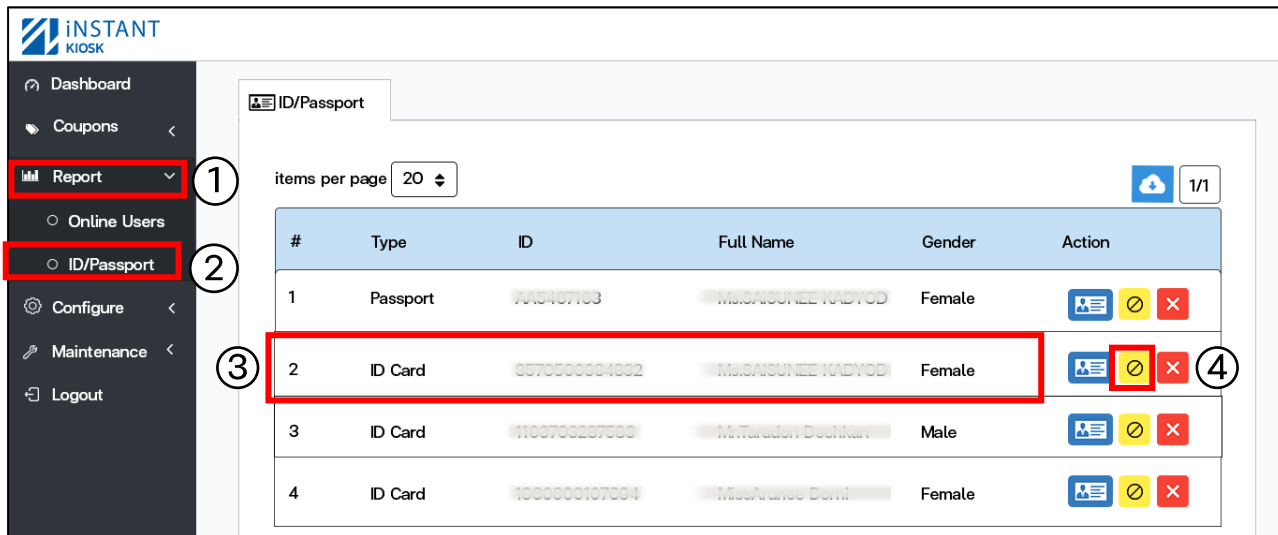 iNSTANT
KIOSK
Dashboard
Coupons
Report
1
Online Users
ID/Passport
2
Configure
Maintenance
Logout
ID/Passport
items per page 20
1/1
# Type ID Full Name Gender Action
1 Passport Female
3
2 ID Card Female
4
3 ID Card Male
4 ID Card Female